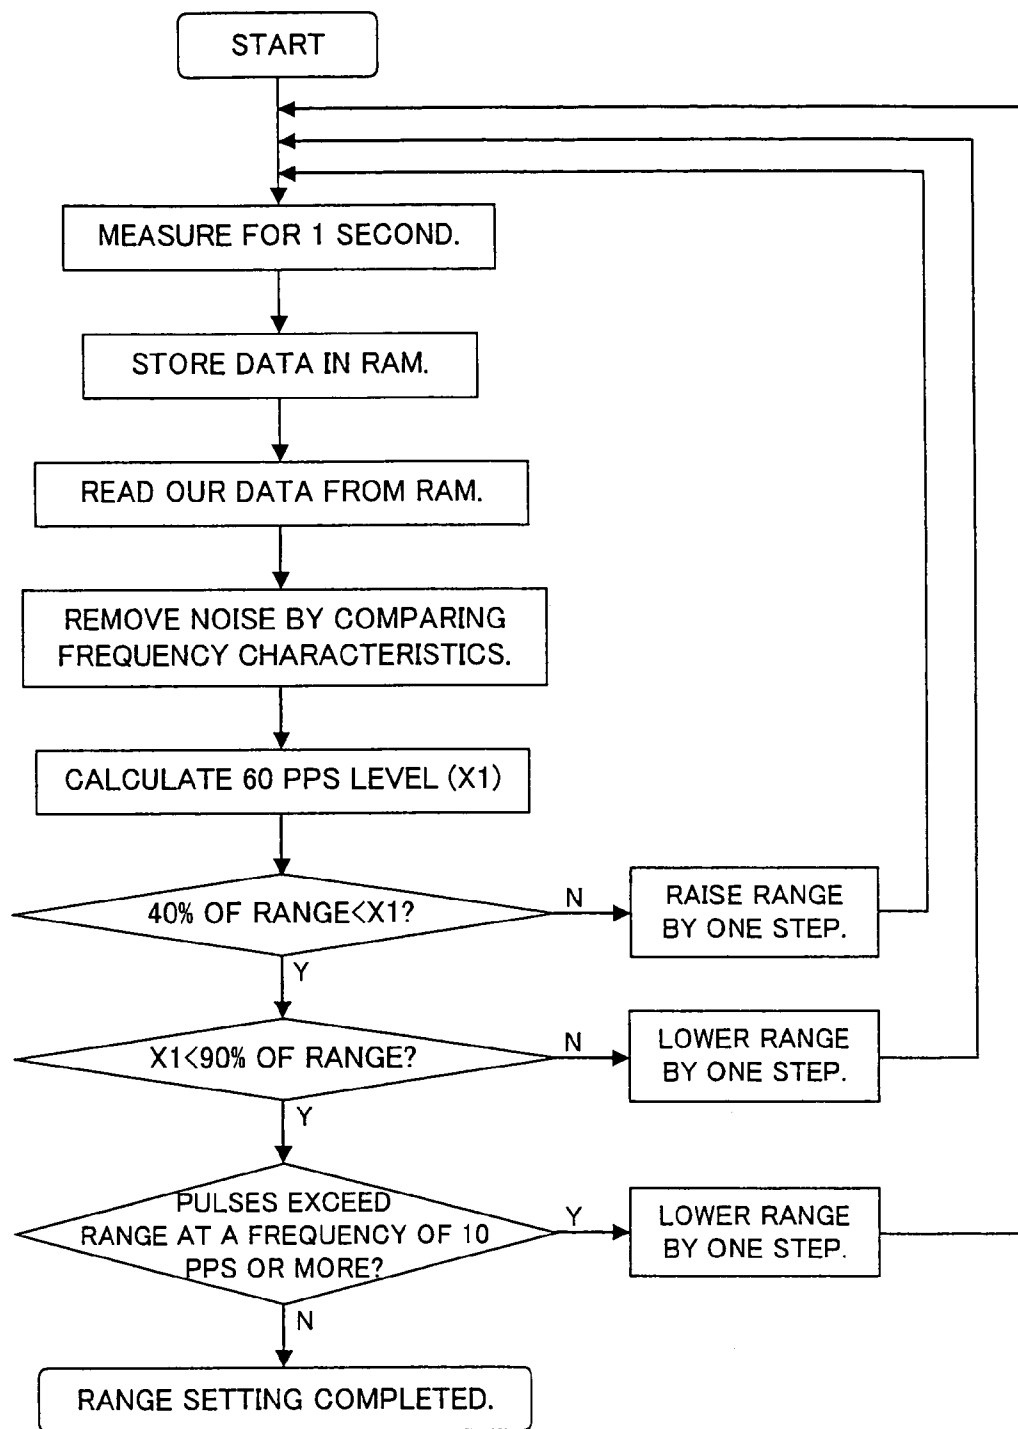 START
MEASURE FOR 1 SECOND.
STORE DATA IN RAM.
READ OUR DATA FROM RAM.
REMOVE NOISE BY COMPARING
FREQUENCY CHARACTERISTICS.
CALCULATE 60 PPS LEVEL (X1)
40% OF RANGE<X1?
N
RAISE RANGE
BY ONE STEP.
Y
X1<90% OF RANGE?
N
LOWER RANGE
BY ONE STEP.
Y
PULSES EXCEED
RANGE AT A FREQUENCY OF 10
PPS OR MORE?
Y
LOWER RANGE
BY ONE STEP.
N
RANGE SETTING COMPLETED.